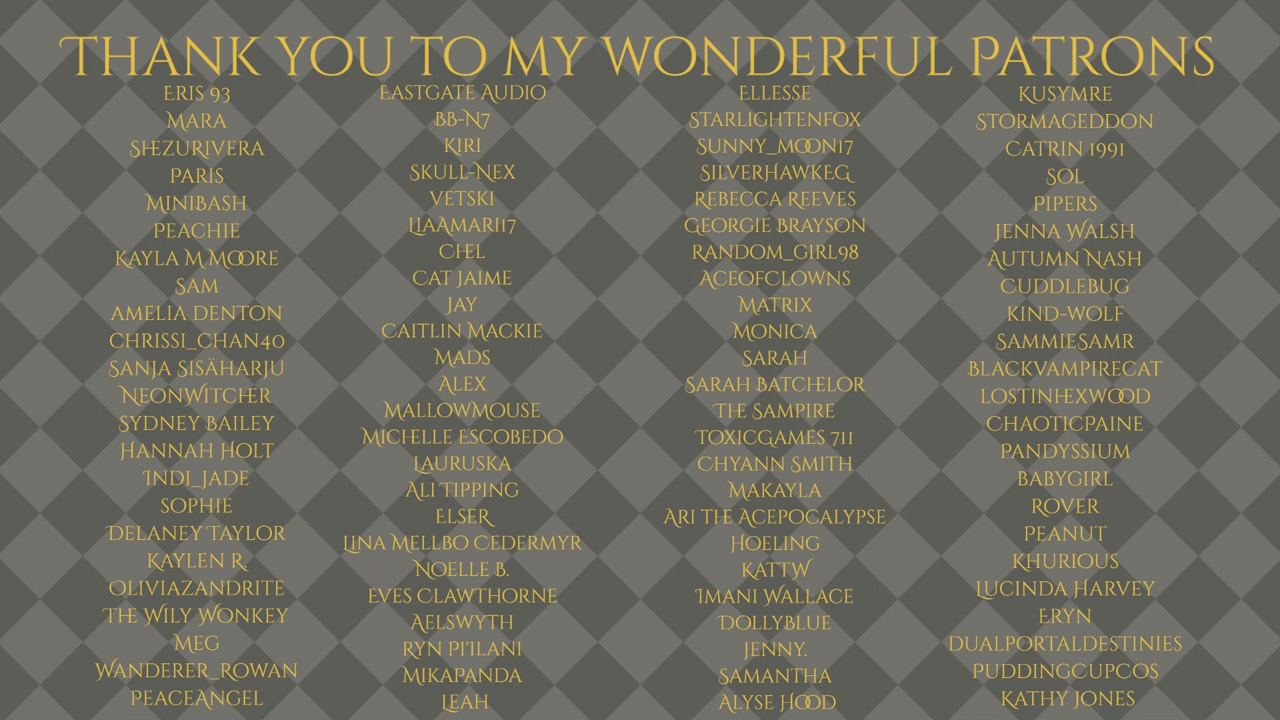 Thank you to my wonderful Patrons
Eris 93
Mara
ShezuRivera
Paris
Minibash
Peachie
Kayla M Moore
Sam
amelia denton
chrissi_chan40
Sanja Sisäharju
NeonWitcher
Sydney Bailey
Hannah Holt
Indi_Jade
Sophie
Delaney Taylor
Kaylen R.
oliviazandrite
The Wily Wonkey
Meg
Wanderer_Rowan
PeaceAngel
Eastgate Audio
BB-N7
Kiri
Skull-Nex
vetski
LiaAmari17
Chel
Cat Jaime
Jay
Caitlin Mackie
Mads
Alex
MallowMouse
Michelle Escobedo
Lauruska
Ali Tipping
Elser
Lina Mellbo Cedermyr
Noelle B.
Eves Clawthorne
Aelswyth
Ryn Pi'ilani
Mikapanda
Leah
Ellesse
Starlightenfox
Sunny_moon17
SilverHawkeG
Rebecca Reeves
Georgie Brayson
Random_girl98
AceofClowns
Matrix
Monica
Sarah
Sarah Batchelor
The Sampire
ToxicGames 711
Chyann Smith
Makayla
Ari the Acepocalypse
Hoeling
KattW
Imani Wallace
DollyBlue
Jenny.
Samantha
Alyse Hood
Kusymre
Stormageddon
Catrin 1991
Sol
pipers
Jenna Walsh
Autumn Nash
Cuddlebug
kind-wolf
SammieSamR
BlackVampireCat
lostinhexwood
ChaoticPaine
Pandyssium
babygirl
Rover
Peanut
Khurious
Lucinda Harvey
Eryn
dualportaldestinies
Puddingcupcos
Kathy Jones